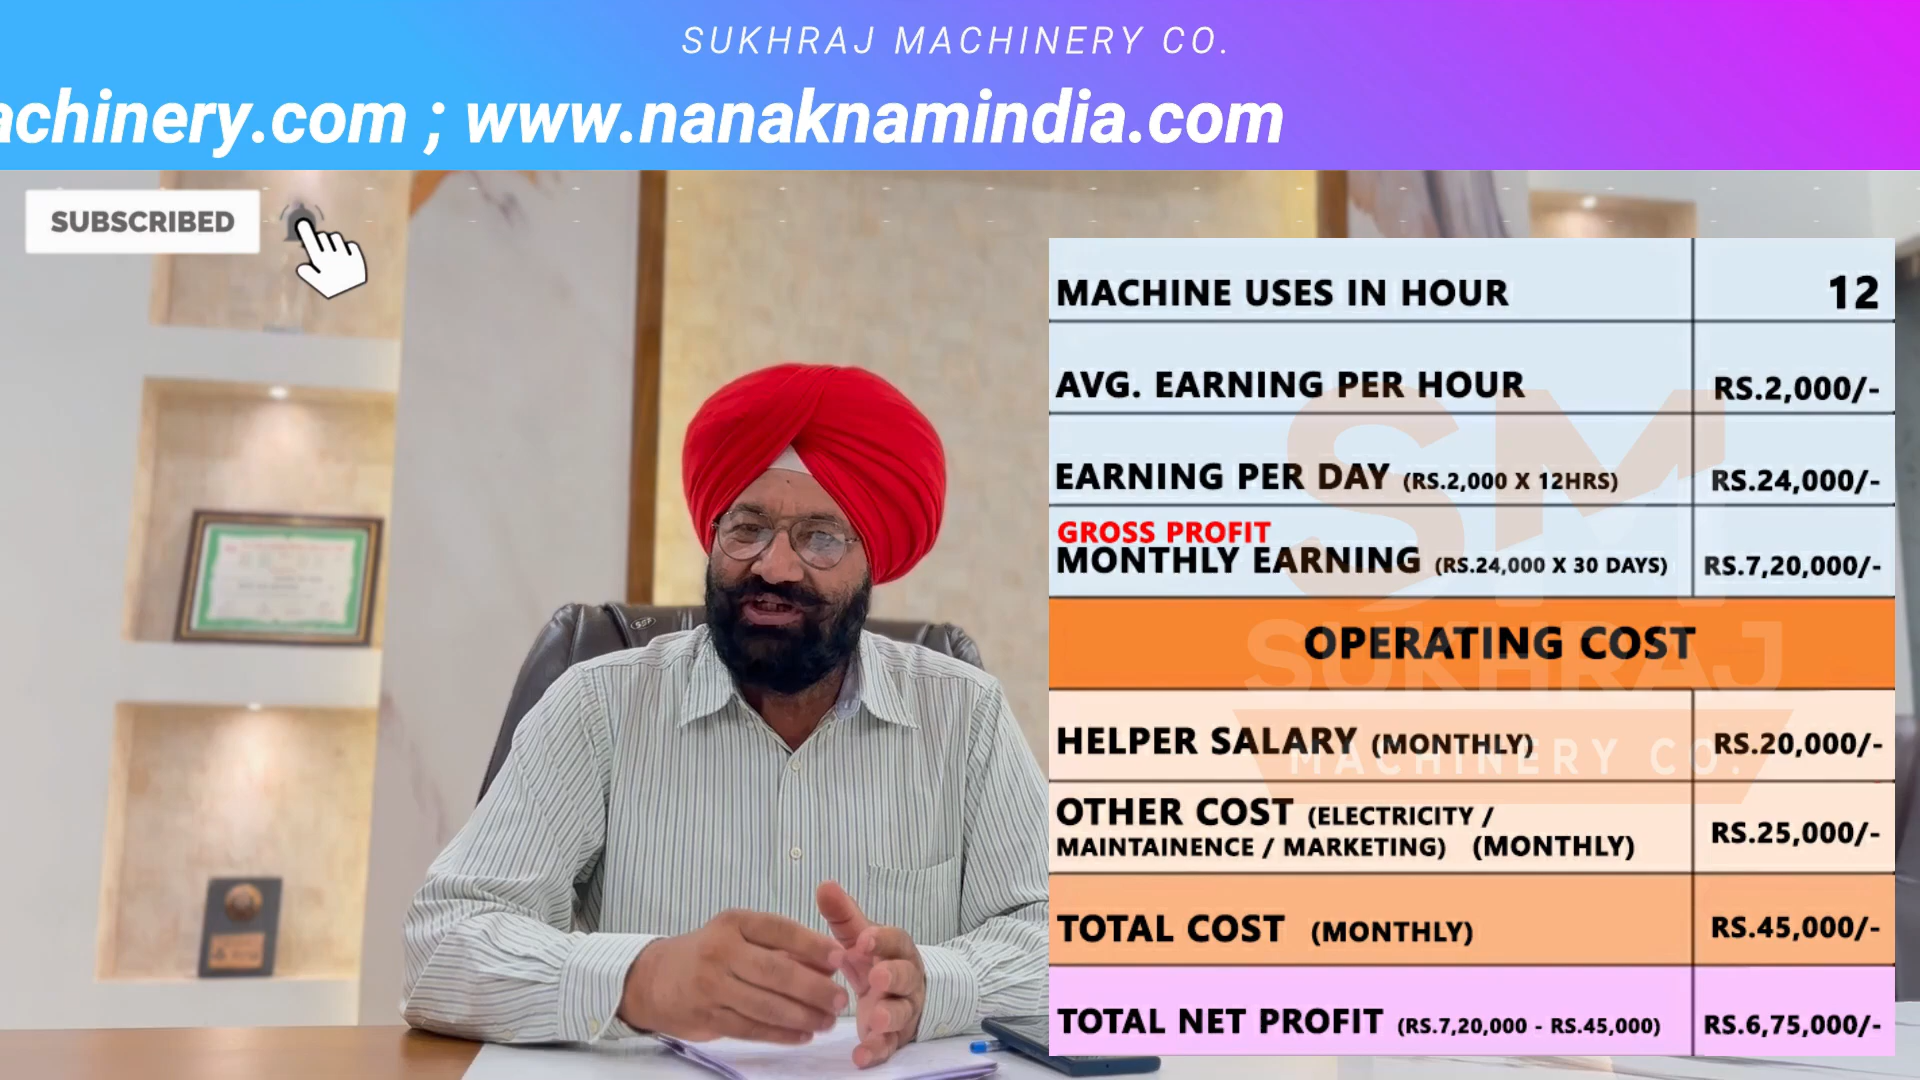 SUKHRAJ MACHINERY CO.
achinery.com ; www.nanaknamindia.com
SUBSCRIBED
MACHINE USES IN HOUR 12
AVG. EARNING PER HOUR RS.2,000/-
EARNING PER DAY (RS.2,000 X 12HRS) RS.24,000/-
GROSS PROFIT
MONTHLY EARNING (RS.24,000 X 30 DAYS) RS.7,20,000/-
OPERATING COST
HELPER SALARY (MONTHLY) RS.20,000/-
OTHER COST (ELECTRICITY /
MAINTAINENCE / MARKETING) (MONTHLY) RS.25,000/-
TOTAL COST (MONTHLY) RS.45,000/-
TOTAL NET PROFIT (RS.7,20,000 - RS.45,000) RS.6,75,000/-
SM
SUKHRAJ
MACHINERY CO.